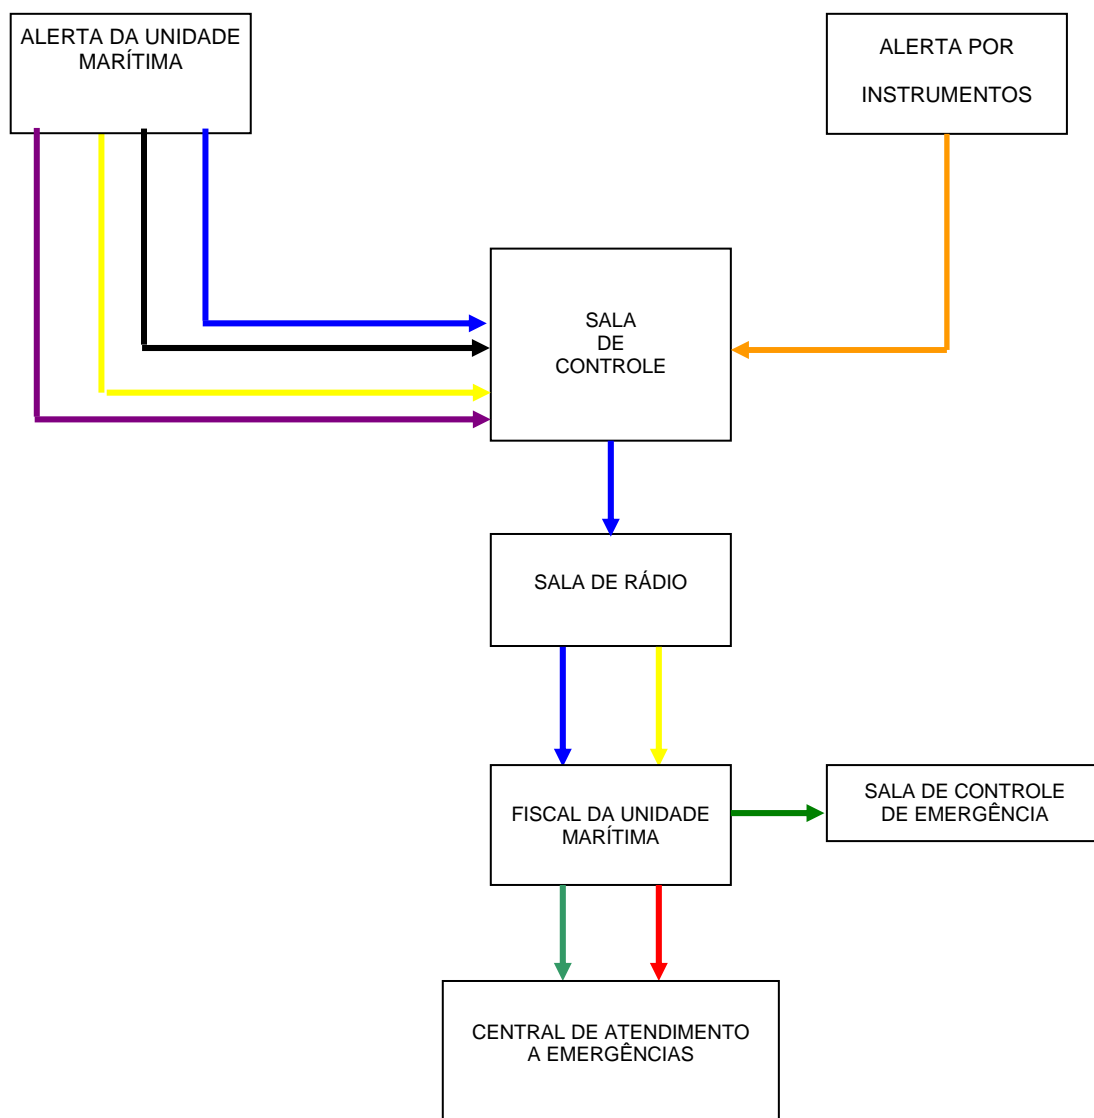 ALERTA DA UNIDADE
MARÍTIMA
ALERTA POR
INSTRUMENTOS
SALA
DE
CONTROLE
SALA DE RÁDIO
FISCAL DA UNIDADE
MARÍTIMA
SALA DE CONTROLE
DE EMERGÊNCIA
CENTRAL DE ATENDIMENTO
A EMERGÊNCIAS